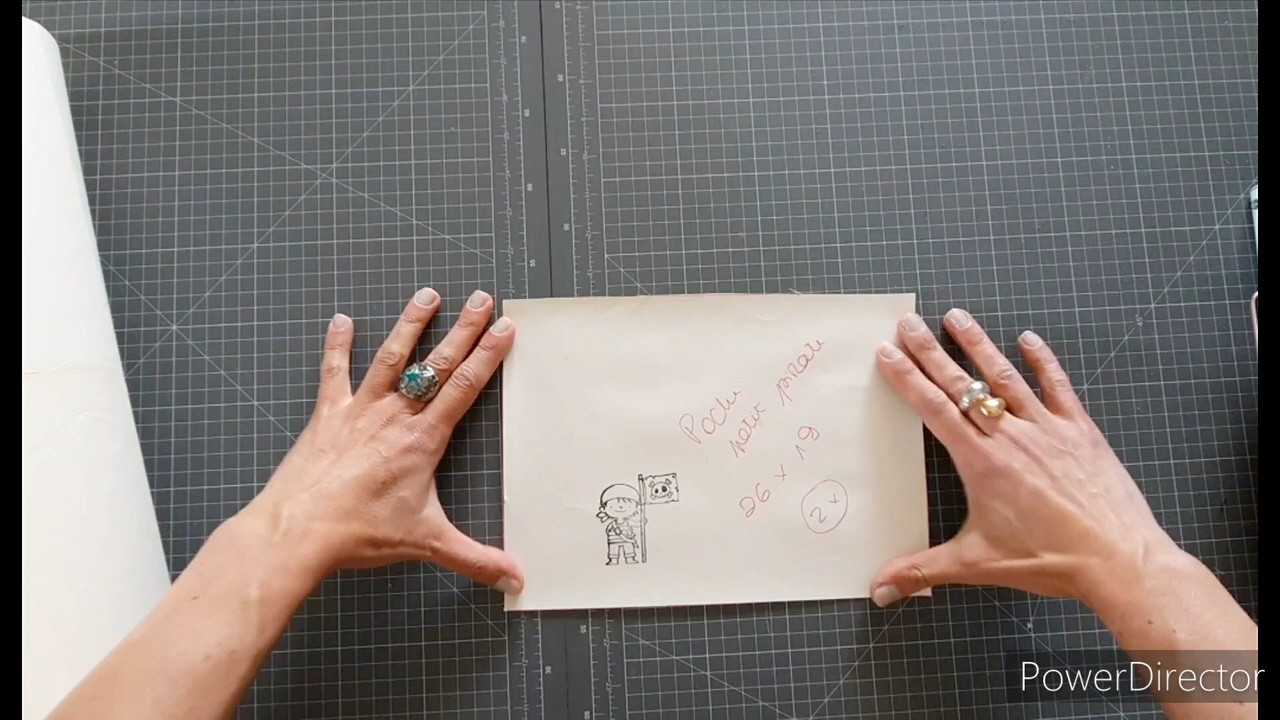 Poche
petit pirate
26 x 19
2x
PowerDirector